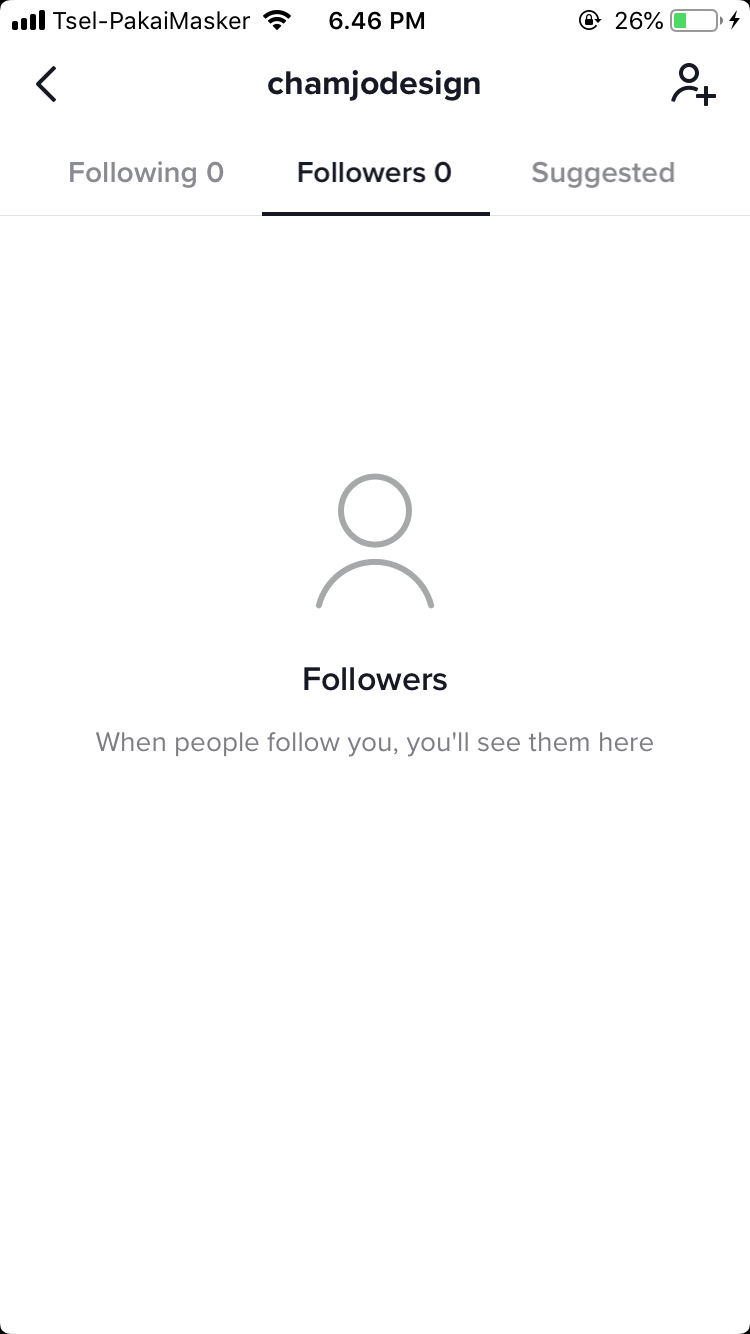 Tsel-PakaiMasker 6.46 PM 26%
chamjodesign
Following 0 Followers 0 Suggested
Followers
When people follow you, you'll see them here